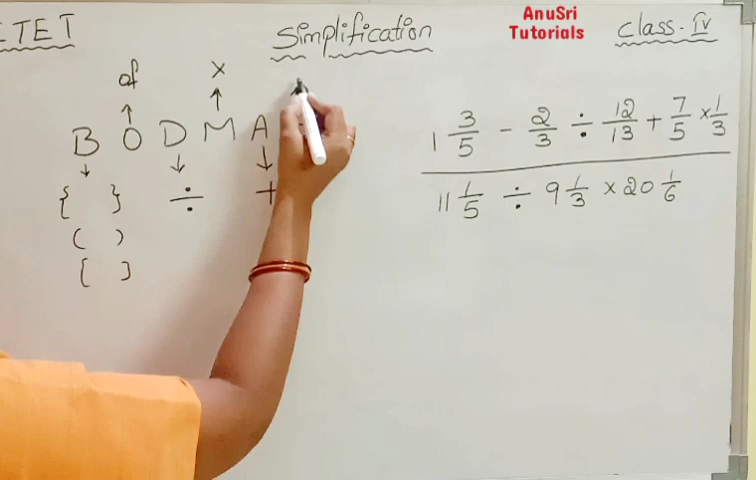 CTET
Simplification
AnuSri
Tutorials
Class-IV
of ×
B O D M A
{ } ÷ +
( )
[ ]
1 3/5 - 2/3 ÷ 12/13 + 7/5 × 1/3
11 1/5 ÷ 9 1/3 × 20 1/6